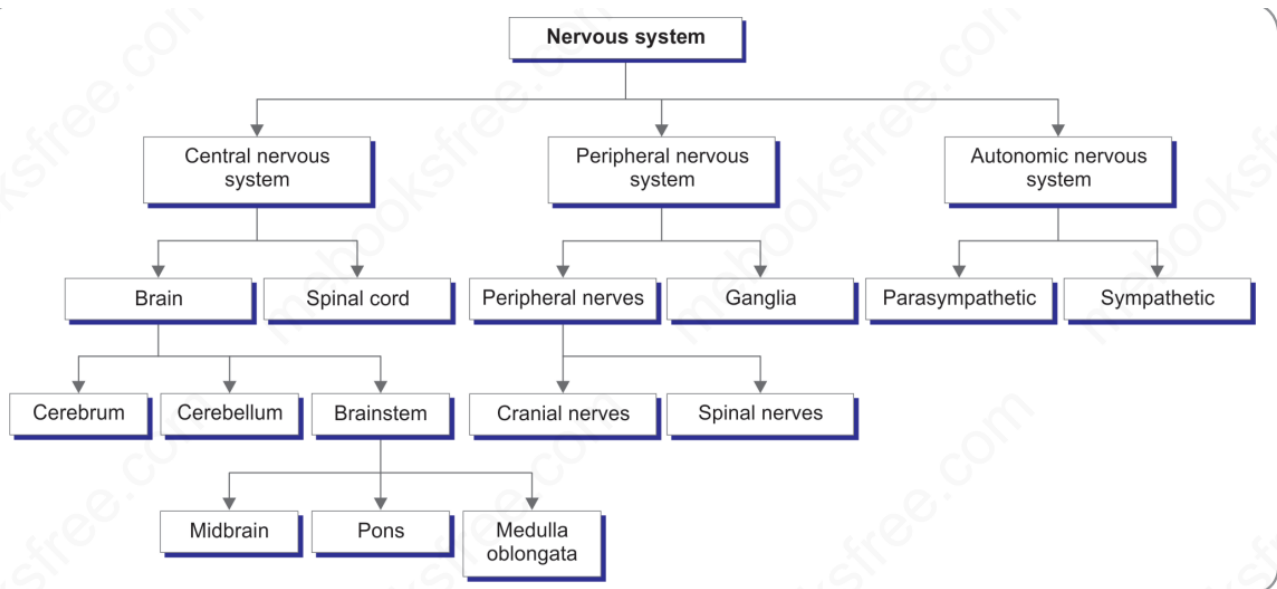 Nervous system
Central nervous
system
Peripheral nervous
system
Autonomic nervous
system
Brain
Spinal cord
Peripheral nerves
Ganglia
Parasympathetic
Sympathetic
Cerebrum
Cerebellum
Brainstem
Cranial nerves
Spinal nerves
Midbrain
Pons
Medulla
oblongata